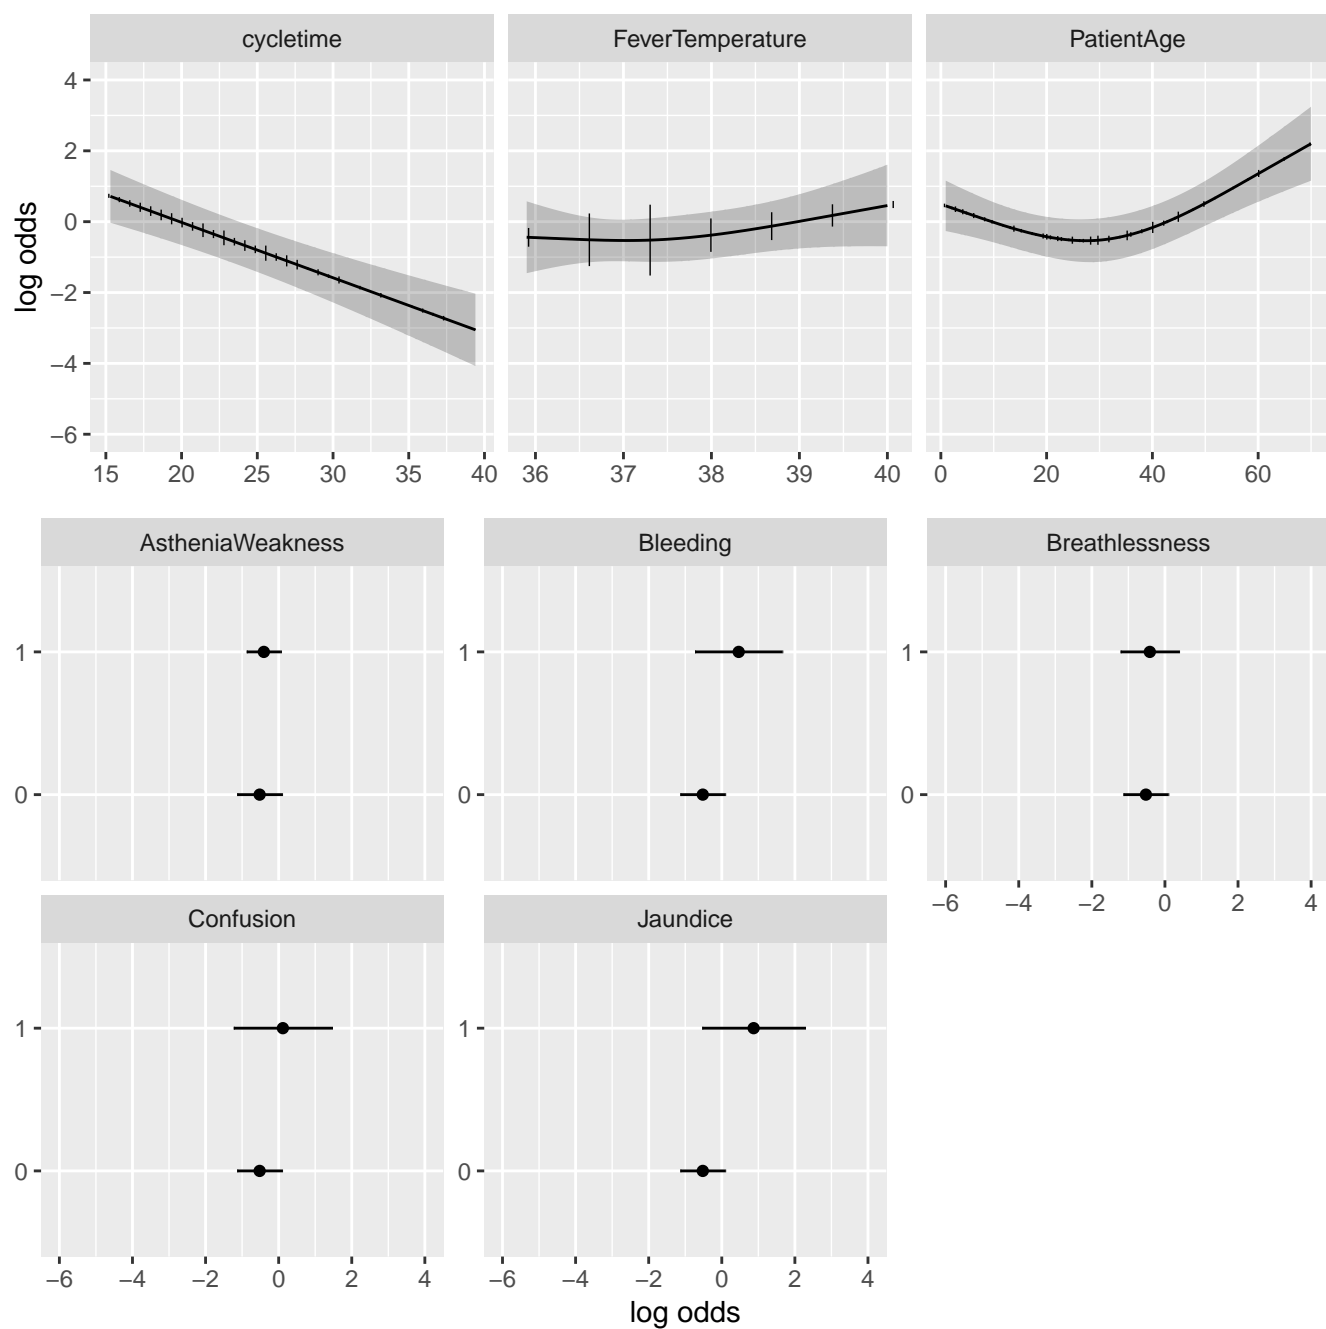 cycletime FeverTemperature PatientAge
4
2
0
−2
−4
−6
log odds
15 20 25 30 35 40 36 37 38 39 40 0 20 40 60
AstheniaWeakness Bleeding Breathlessness
1 1 1
0 0 0
−6 −4 −2 0 2 4
Confusion Jaundice
1 1
0 0
−6 −4 −2 0 2 4 −6 −4 −2 0 2 4
log odds